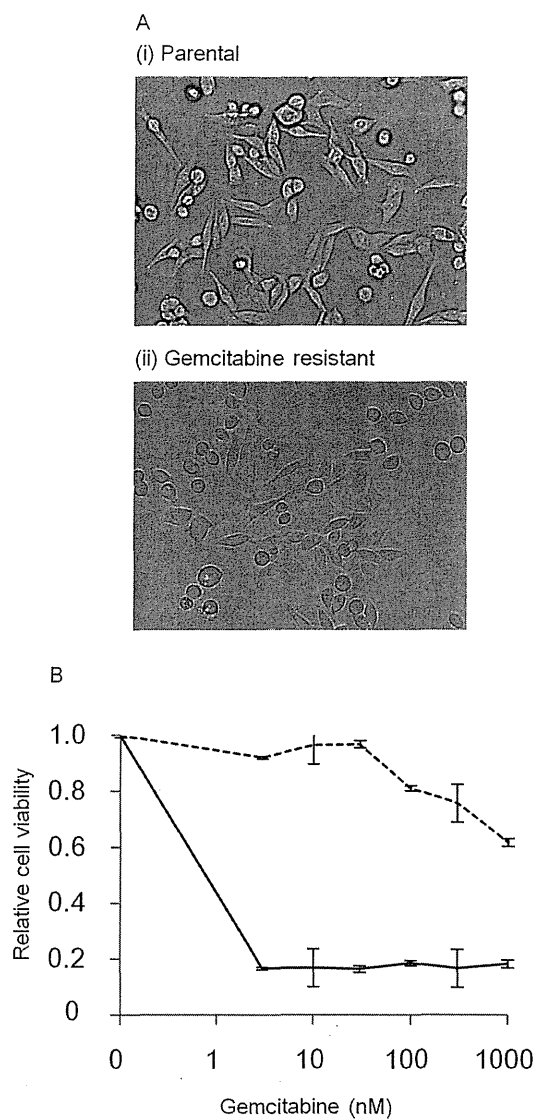 A
(i) Parental
(ii) Gemcitabine resistant
B
1.0
0.8
0.6
0.4
0.2
0
Relative cell viability
0 1 10 100 1000
Gemcitabine (nM)